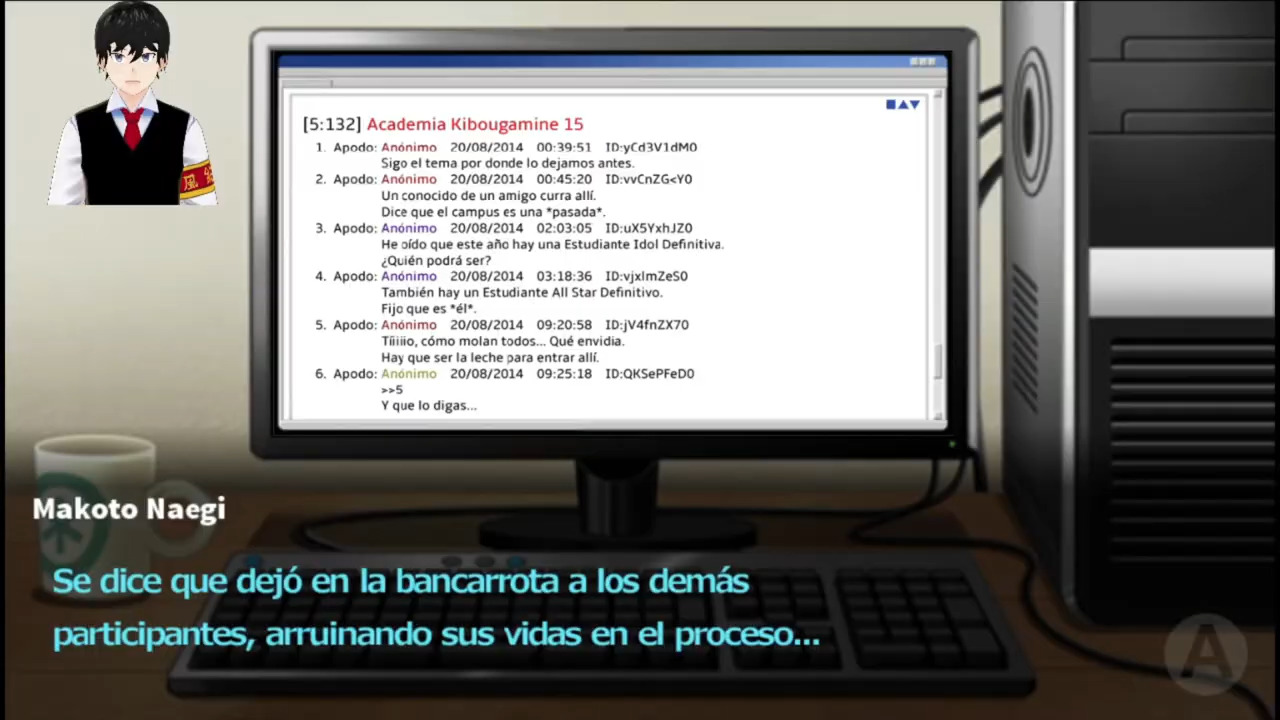 風紀
[5:132] Academia Kibougamine 15
1. Apodo: Anónimo 20/08/2014 00:39:51 ID:yCd3V1dM0
Sigo el tema por donde lo dejamos antes.
2. Apodo: Anónimo 20/08/2014 00:45:20 ID:vvCnZG<Y0
Un conocido de un amigo curra allí.
Dice que el campus es una *pasada*.
3. Apodo: Anónimo 20/08/2014 02:03:05 ID:uX5YxhJZ0
He oído que este año hay una Estudiante Idol Definitiva.
¿Quién podrá ser?
4. Apodo: Anónimo 20/08/2014 03:18:36 ID:vjxlmZeS0
También hay un Estudiante All Star Definitivo.
Fijo que es *él*.
5. Apodo: Anónimo 20/08/2014 09:20:58 ID:jV4fnZX70
Tíiiiio, cómo molan todos... Qué envidia.
Hay que ser la leche para entrar allí.
6. Apodo: Anónimo 20/08/2014 09:25:18 ID:QKSePFeD0
>>5
Y que lo digas...
Makoto Naegi
Se dice que dejó en la bancarrota a los demás
participantes, arruinando sus vidas en el proceso...
A